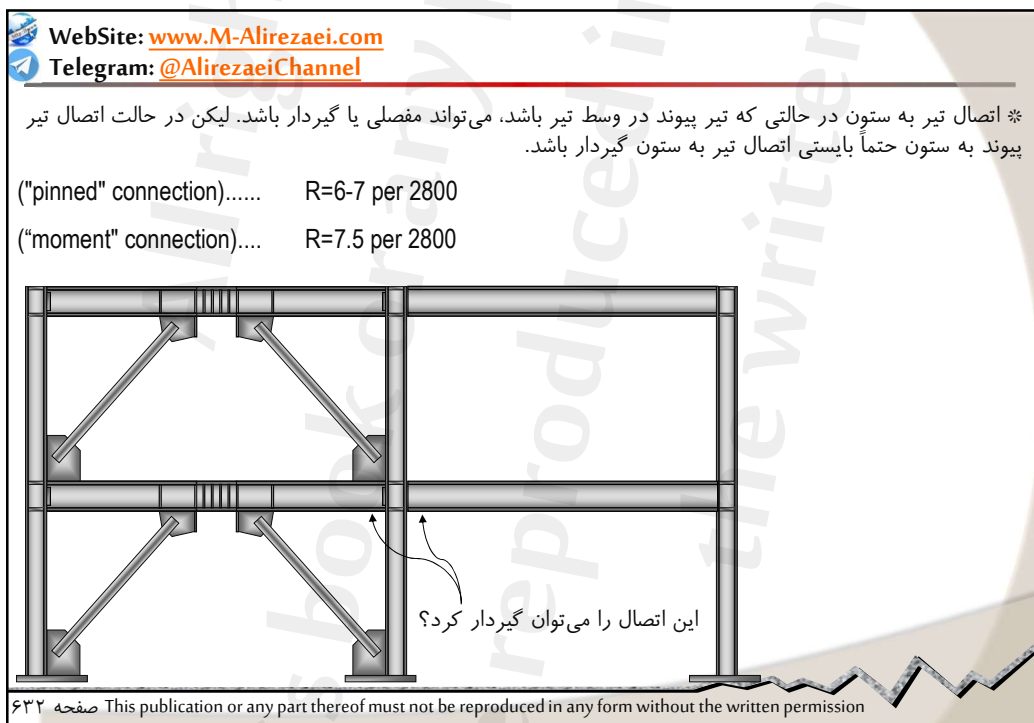 WebSite: www.M-Alirezaei.com
Telegram: @AlirezaeiChannel
* اتصال تیر به ستون در حالتی که تیر پیوند در وسط تیر باشد، می‌تواند مفصلی یا گیردار باشد. لیکن در حالت اتصال تیر
پیوند به ستون حتماً بایستی اتصال تیر به ستون گیردار باشد.
("pinned" connection)...... R=6-7 per 2800
(“moment" connection).... R=7.5 per 2800
این اتصال را می‌توان گیردار کرد؟
صفحه ۶۳۲ This publication or any part thereof must not be reproduced in any form without the written permission